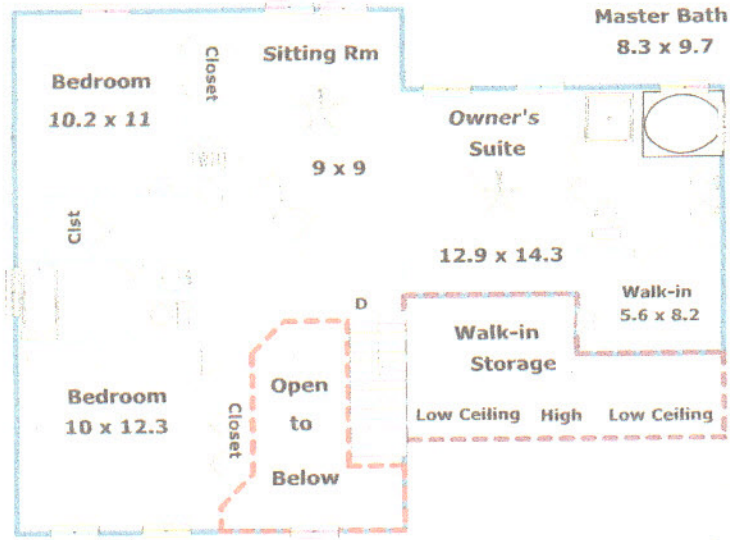 Master Bath
8.3 x 9.7
Sitting Rm
9 x 9
Bedroom
10.2 x 11
Closet
Owner's
Suite
12.9 x 14.3
Clst
D
Walk-in
5.6 x 8.2
Walk-in
Storage
Low Ceiling High Low Ceiling
Bedroom
10 x 12.3
Closet
Open
to
Below